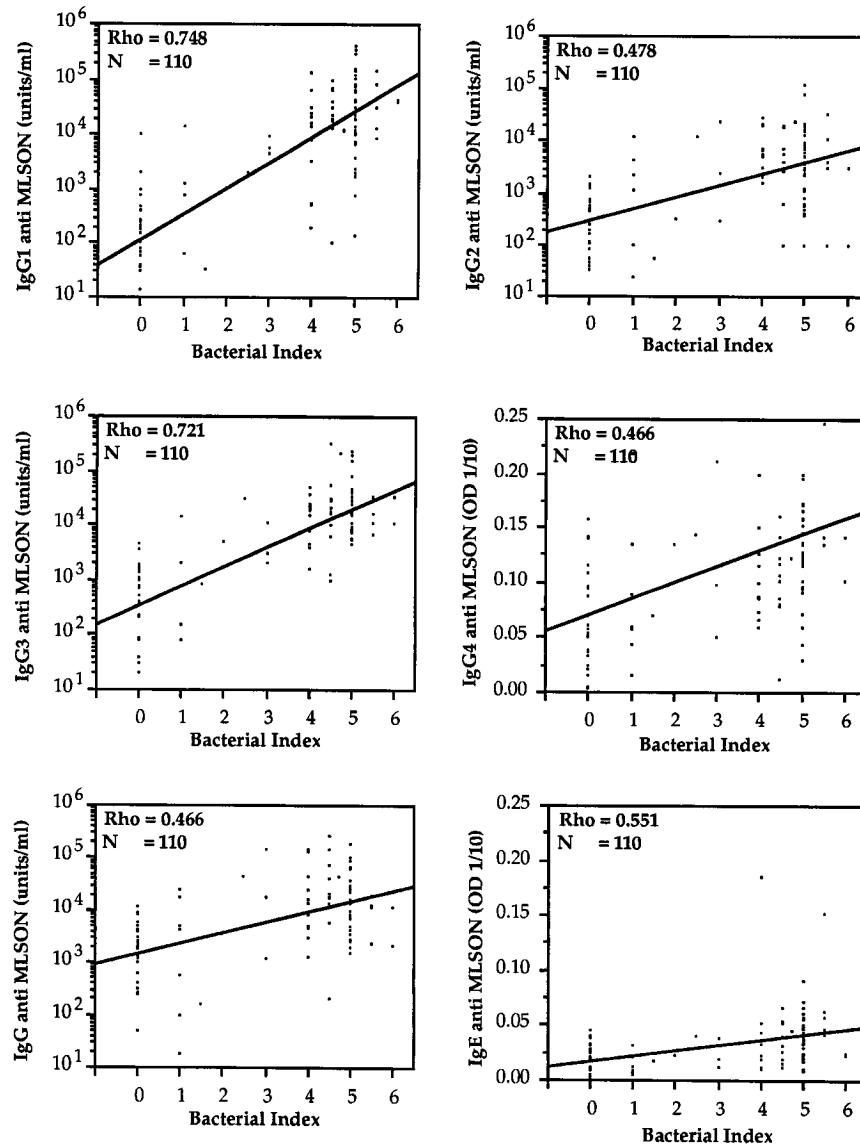 Rho = 0.748
N = 110
IgG1 anti MLSON (units/ml)
10^6
10^5
10^4
10^3
10^2
10^1
0 1 2 3 4 5 6
Bacterial Index
Rho = 0.478
N = 110
IgG2 anti MLSON (units/ml)
10^6
10^5
10^4
10^3
10^2
10^1
0 1 2 3 4 5 6
Bacterial Index
Rho = 0.721
N = 110
IgG3 anti MLSON (units/ml)
10^6
10^5
10^4
10^3
10^2
10^1
0 1 2 3 4 5 6
Bacterial Index
Rho = 0.466
N = 110
IgG4 anti MLSON (OD 1/10)
0.25
0.20
0.15
0.10
0.05
0.00
0 1 2 3 4 5 6
Bacterial Index
Rho = 0.466
N = 110
IgG anti MLSON (units/ml)
10^6
10^5
10^4
10^3
10^2
10^1
0 1 2 3 4 5 6
Bacterial Index
Rho = 0.551
N = 110
IgE anti MLSON (OD 1/10)
0.25
0.20
0.15
0.10
0.05
0.00
0 1 2 3 4 5 6
Bacterial Index